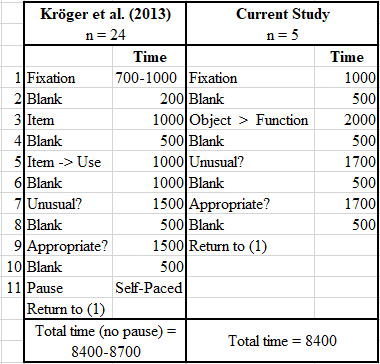 Kröger et al. (2013) Current Study
n = 24 n = 5
Time Time
1 Fixation 700-1000 Fixation 1000
2 Blank 200 Blank 500
3 Item 1000 Object > Function 2000
4 Blank 500 Blank 500
5 Item -> Use 1000 Unusual? 1700
6 Blank 1000 Blank 500
7 Unusual? 1500 Appropriate? 1700
8 Blank 500 Blank 500
9 Appropriate? 1500 Return to (1)
10 Blank 500
11 Pause Self-Paced
Return to (1)
Total time (no pause) = Total time = 8400
8400-8700